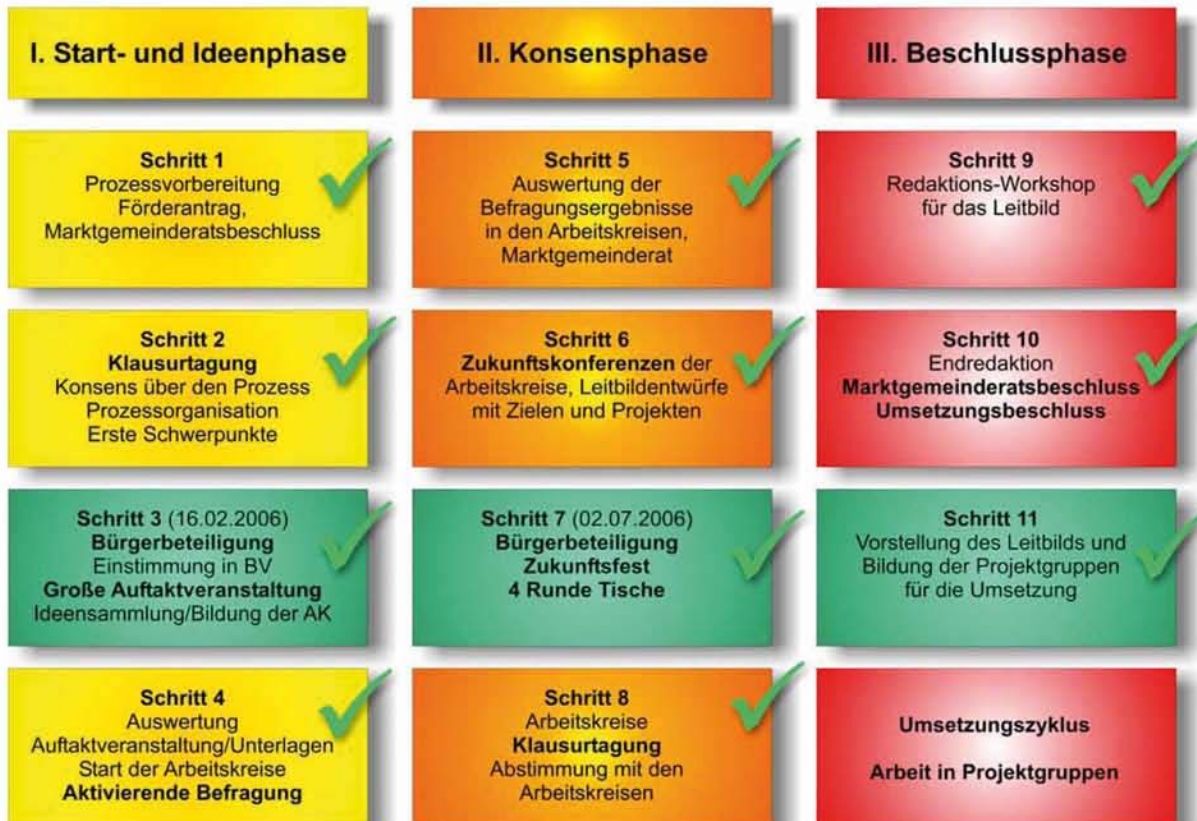 I. Start- und Ideenphase
Schritt 1
Prozessvorbereitung
Förderantrag,
Marktgemeinderatsbeschluss
Schritt 2
Klausurtagung
Konsens über den Prozess
Prozessorganisation
Erste Schwerpunkte
Schritt 3 (16.02.2006)
Bürgerbeteiligung
Einstimmung in BV
Große Auftaktveranstaltung
Ideensammlung/Bildung der AK
Schritt 4
Auswertung
Auftaktveranstaltung/Unterlagen
Start der Arbeitskreise
Aktivierende Befragung
II. Konsensphase
Schritt 5
Auswertung der
Befragungsergebnisse
in den Arbeitskreisen,
Marktgemeinderat
Schritt 6
Zukunftskonferenzen der
Arbeitskreise, Leitbildentwürfe
mit Zielen und Projekten
Schritt 7 (02.07.2006)
Bürgerbeteiligung
Zukunftsfest
4 Runde Tische
Schritt 8
Arbeitskreise
Klausurtagung
Abstimmung mit den
Arbeitskreisen
III. Beschlussphase
Schritt 9
Redaktions-Workshop
für das Leitbild
Schritt 10
Endredaktion
Marktgemeinderatsbeschluss
Umsetzungsbeschluss
Schritt 11
Vorstellung des Leitbilds und
Bildung der Projektgruppen
für die Umsetzung
Umsetzungszyklus
Arbeit in Projektgruppen